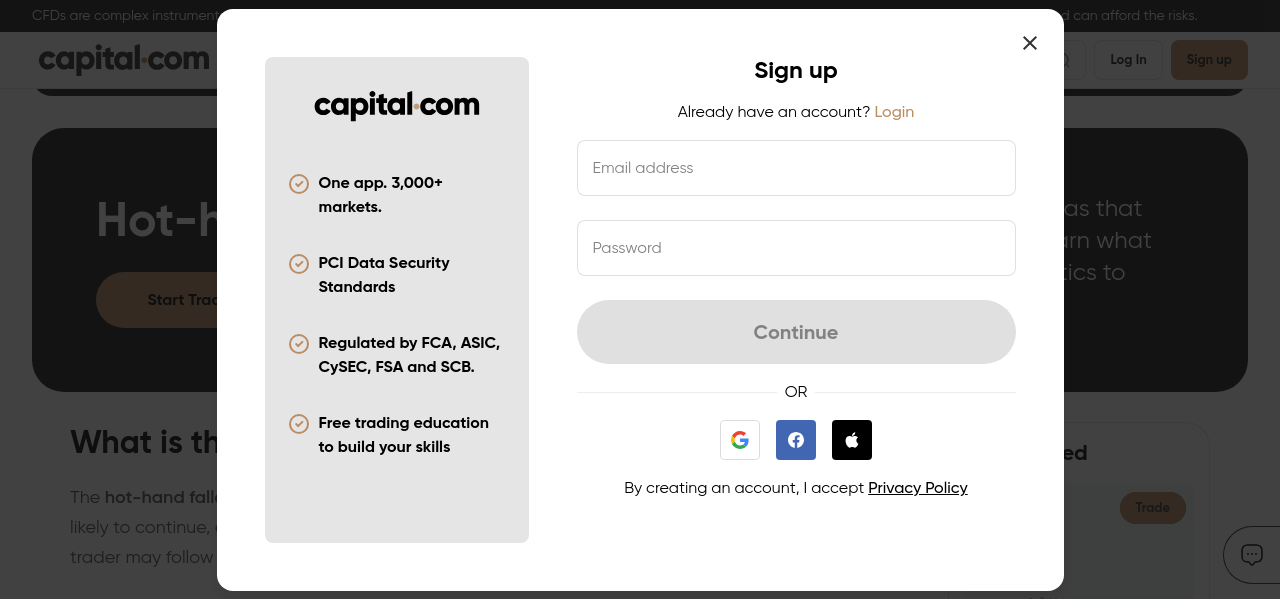 CFDs are complex instrument
d can afford the risks.
capital.com
Log In
Sign up
Hot-h
as that
arn what
tics to
Start Trad
What is th
The hot-hand falla
likely to continue,
trader may follow
ed
Trade
capital.com
One app. 3,000+
markets.
PCI Data Security
Standards
Regulated by FCA, ASIC,
CySEC, FSA and SCB.
Free trading education
to build your skills
Sign up
Already have an account? Login
Email address
Password
Continue
OR
By creating an account, I accept Privacy Policy